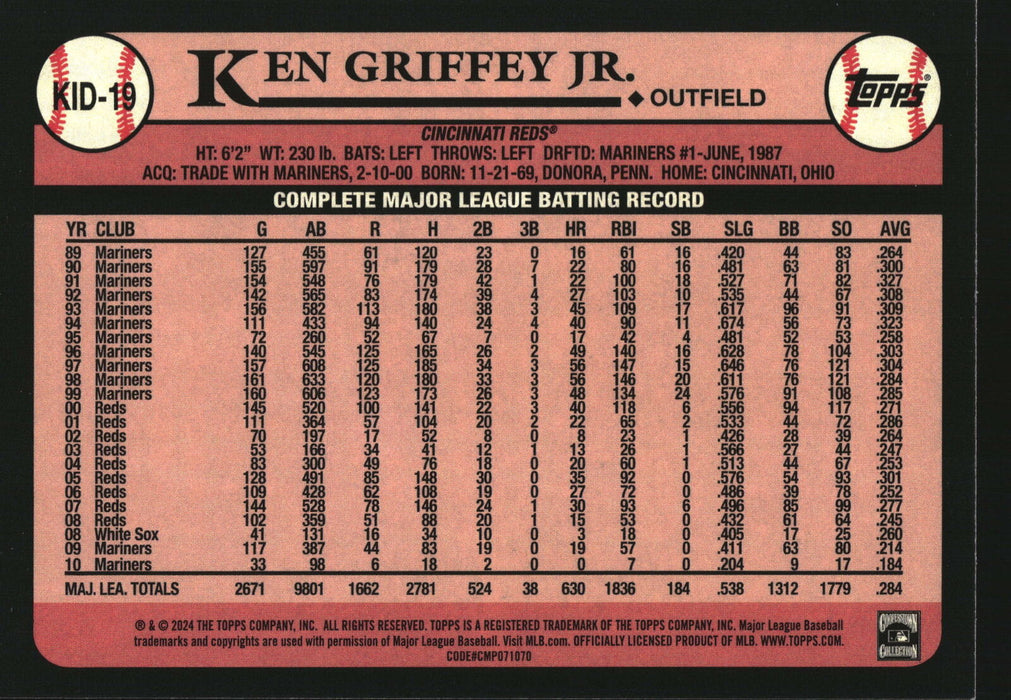 KID-19
KEN GRIFFEY JR.
◆ OUTFIELD
TOPPS®
CINCINNATI REDS®
HT: 6'2" WT: 230 lb. BATS: LEFT THROWS: LEFT DRFTD: MARINERS #1-JUNE, 1987
ACQ: TRADE WITH MARINERS, 2-10-00 BORN: 11-21-69, DONORA, PENN. HOME: CINCINNATI, OHIO
COMPLETE MAJOR LEAGUE BATTING RECORD
YR CLUB G AB R H 2B 3B HR RBI SB SLG BB SO AVG
89 Mariners 127 455 61 120 23 0 16 61 16 .420 44 83 .264
90 Mariners 155 597 91 179 28 7 22 80 16 .481 63 81 .300
91 Mariners 154 548 76 179 42 1 22 100 18 .527 71 82 .327
92 Mariners 142 565 83 174 39 4 27 103 10 .535 44 67 .308
93 Mariners 156 582 113 180 38 3 45 109 17 .617 96 91 .309
94 Mariners 111 433 94 140 24 4 40 90 11 .674 56 73 .323
95 Mariners 72 260 52 67 7 0 17 42 4 .481 52 53 .258
96 Mariners 140 545 125 165 26 2 49 140 16 .628 78 104 .303
97 Mariners 157 608 125 185 34 3 56 147 15 .646 76 121 .304
98 Mariners 161 633 120 180 33 3 56 146 20 .611 76 121 .284
99 Mariners 160 606 123 173 26 3 48 134 24 .576 91 108 .285
00 Reds 145 520 100 141 22 3 40 118 6 .556 94 117 .271
01 Reds 111 364 57 104 20 2 22 65 2 .533 44 72 .286
02 Reds 70 197 17 52 8 0 8 23 1 .426 28 39 .264
03 Reds 53 166 34 41 12 1 13 26 1 .566 27 44 .247
04 Reds 83 300 49 76 18 0 20 60 1 .513 44 67 .253
05 Reds 128 491 85 148 30 0 35 92 0 .576 54 93 .301
06 Reds 109 428 62 108 19 0 27 72 0 .486 39 78 .252
07 Reds 144 528 78 146 24 1 30 93 6 .496 85 99 .277
08 Reds 102 359 51 88 20 1 15 53 0 .432 61 64 .245
08 White Sox 41 131 16 34 10 0 3 18 0 .405 17 25 .260
09 Mariners 117 387 44 83 19 0 19 57 0 .411 63 80 .214
10 Mariners 33 98 6 18 2 0 0 7 0 .204 9 17 .184
MAJ. LEA. TOTALS 2671 9801 1662 2781 524 38 630 1836 184 .538 1312 1779 .284
® & © 2024 THE TOPPS COMPANY, INC. ALL RIGHTS RESERVED. TOPPS IS A REGISTERED TRADEMARK OF THE TOPPS COMPANY, INC. Major League Baseball
trademarks and copyrights are used with permission of Major League Baseball. Visit MLB.com. OFFICIALLY LICENSED PRODUCT OF MLB. WWW.TOPPS.COM.
CODE#CMP071070
COOPERSTOWN
COLLECTION